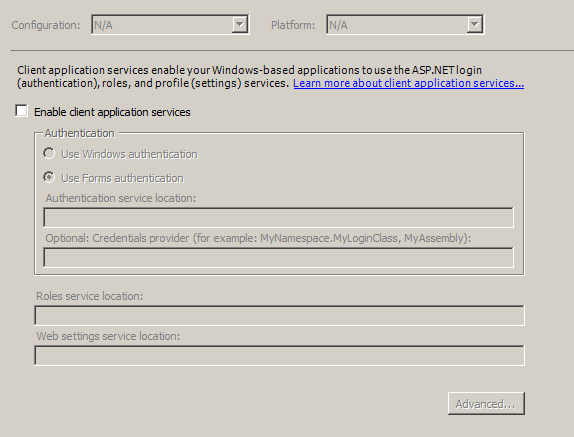 Configuration: N/A Platform: N/A
Client application services enable your Windows-based applications to use the ASP.NET login
(authentication), roles, and profile (settings) services. Learn more about client application services...
Enable client application services
Authentication
Use Windows authentication
Use Forms authentication
Authentication service location:
Optional: Credentials provider (for example: MyNamespace.MyLoginClass, MyAssembly):
Roles service location:
Web settings service location:
Advanced...